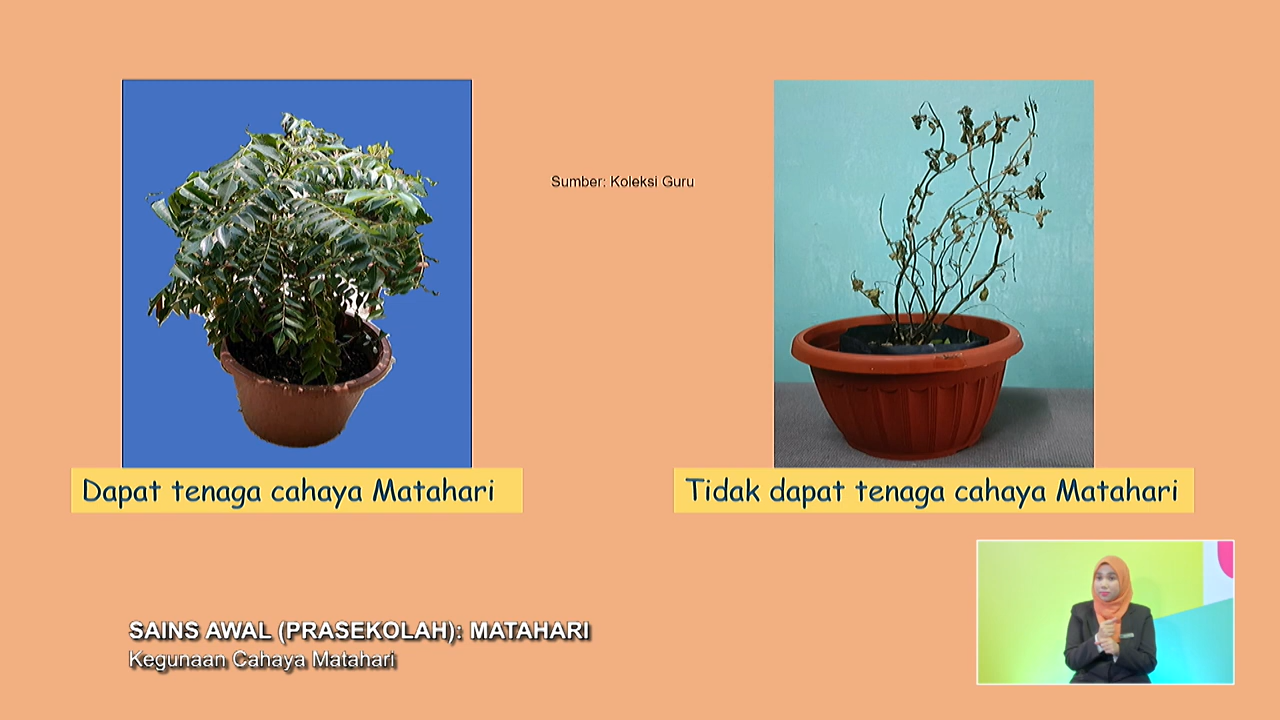 Sumber: Koleksi Guru
Dapat tenaga cahaya Matahari
Tidak dapat tenaga cahaya Matahari
SAINS AWAL (PRASEKOLAH): MATAHARI
Kegunaan Cahaya Matahari